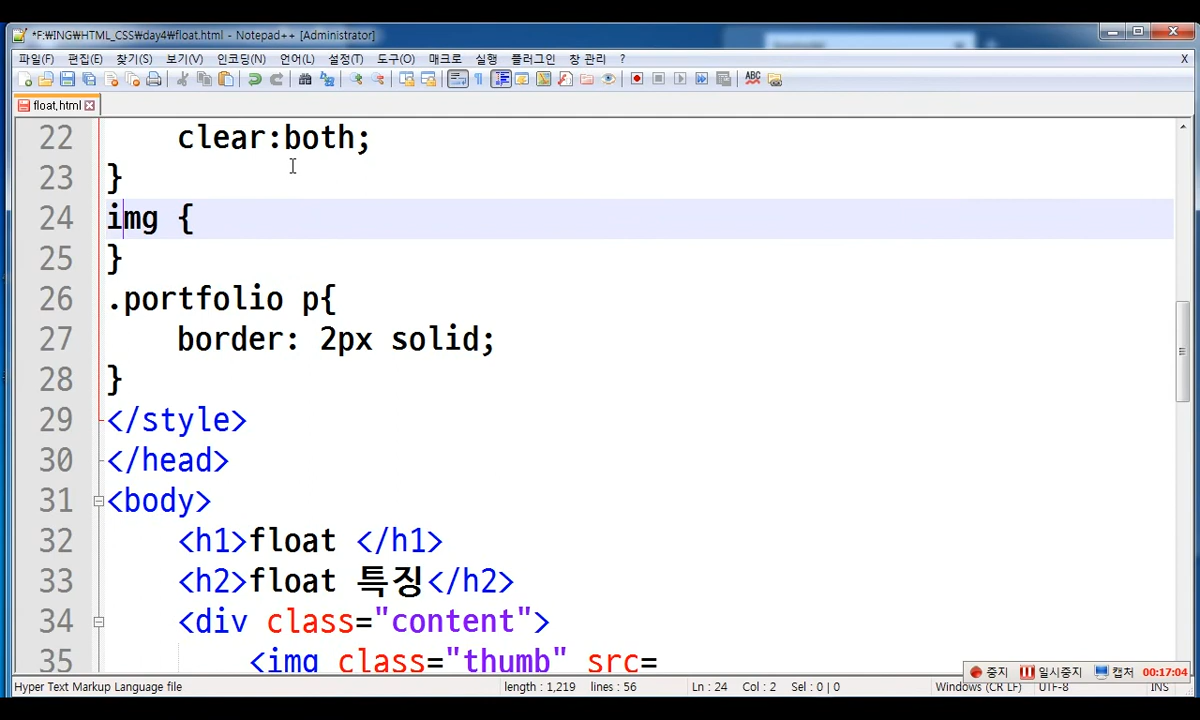 *F:₩ING₩HTML_CSS₩day4₩float.html - Notepad++ [Administrator]
파일(F) 편집(E) 찾기(S) 보기(V) 인코딩(N) 언어(L) 설정(T) 도구(O) 매크로 실행 플러그인 창 관리 ? X
ABC
float.html
22 clear:both;
23 }
24 img {
25 }
26 .portfolio p{
27 border: 2px solid;
28 }
29 </style>
30 </head>
31 <body>
32 <h1>float </h1>
33 <h2>float 특징</h2>
34 <div class="content">
35 <img class="thumb" src=
중지 일시중지 캡처 00:17:04
Hyper Text Markup Language file length : 1,219 lines : 56 Ln : 24 Col : 2 Sel : 0 | 0 Windows (CR LF) UTF-8 INS